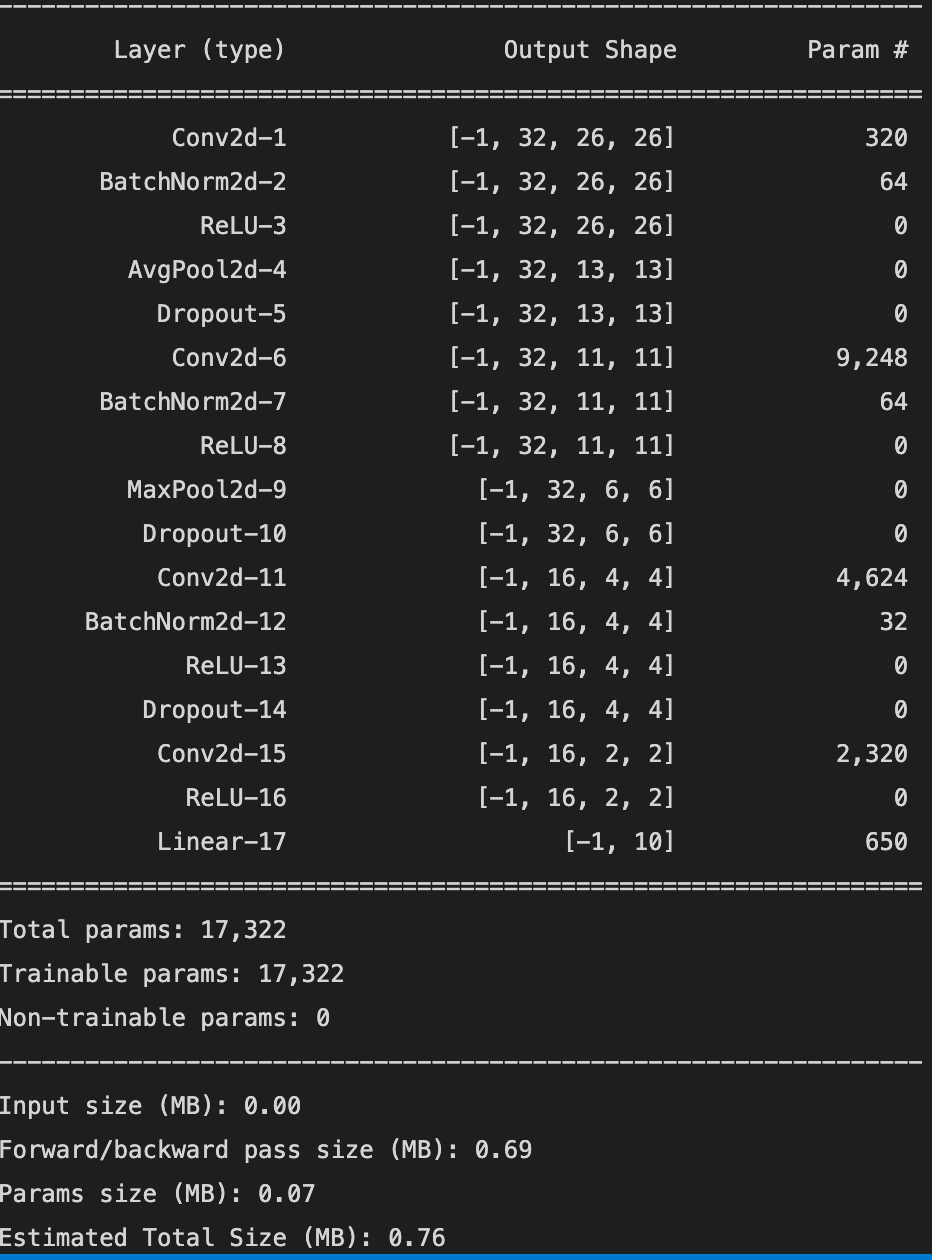 ----------------------------------------------------------------
Layer (type) Output Shape Param #
================================================================
Conv2d-1 [-1, 32, 26, 26] 320
BatchNorm2d-2 [-1, 32, 26, 26] 64
ReLU-3 [-1, 32, 26, 26] 0
AvgPool2d-4 [-1, 32, 13, 13] 0
Dropout-5 [-1, 32, 13, 13] 0
Conv2d-6 [-1, 32, 11, 11] 9,248
BatchNorm2d-7 [-1, 32, 11, 11] 64
ReLU-8 [-1, 32, 11, 11] 0
MaxPool2d-9 [-1, 32, 6, 6] 0
Dropout-10 [-1, 32, 6, 6] 0
Conv2d-11 [-1, 16, 4, 4] 4,624
BatchNorm2d-12 [-1, 16, 4, 4] 32
ReLU-13 [-1, 16, 4, 4] 0
Dropout-14 [-1, 16, 4, 4] 0
Conv2d-15 [-1, 16, 2, 2] 2,320
ReLU-16 [-1, 16, 2, 2] 0
Linear-17 [-1, 10] 650
================================================================
Total params: 17,322
Trainable params: 17,322
Non-trainable params: 0
----------------------------------------------------------------
Input size (MB): 0.00
Forward/backward pass size (MB): 0.69
Params size (MB): 0.07
Estimated Total Size (MB): 0.76